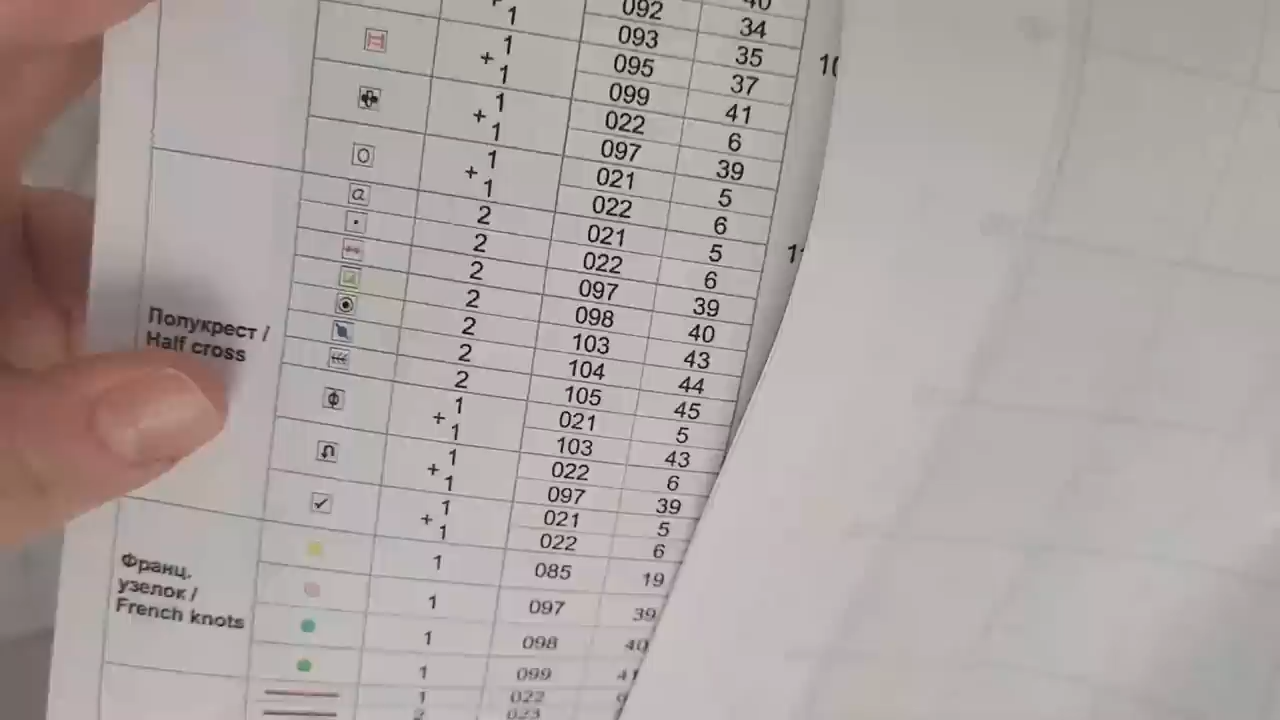 092 40
1 093 34
1 095 35
+ 1 099 37
1 022 41
+ 1 097 6
1 021 39
+ 1 022 5
2 021 6
2 022 5
2 097 6
2 098 39
2 103 40
2 104 43
2 105 44
1 021 45
+ 1 103 5
1 022 43
+ 1 097 6
1 021 39
+ 1 022 5
6
Полукрест /
Half cross
Франц.
узелок /
French knots
1 085 19
1 097 39
1 098 40
1 099 41
1 022
2 023